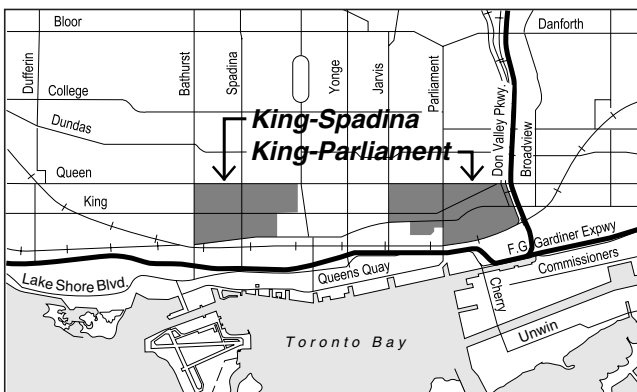 Bloor
Danforth
Dufferin
Bathurst
Spadina
Yonge
Jarvis
Parliament
Don Valley Pkwy.
Broadview
College
Dundas
King-Spadina
King-Parliament
Queen
King
F.G. Gardiner Expwy
Commissioners
Lake Shore Blvd.
Queens Quay
Cherry
Unwin
Toronto Bay